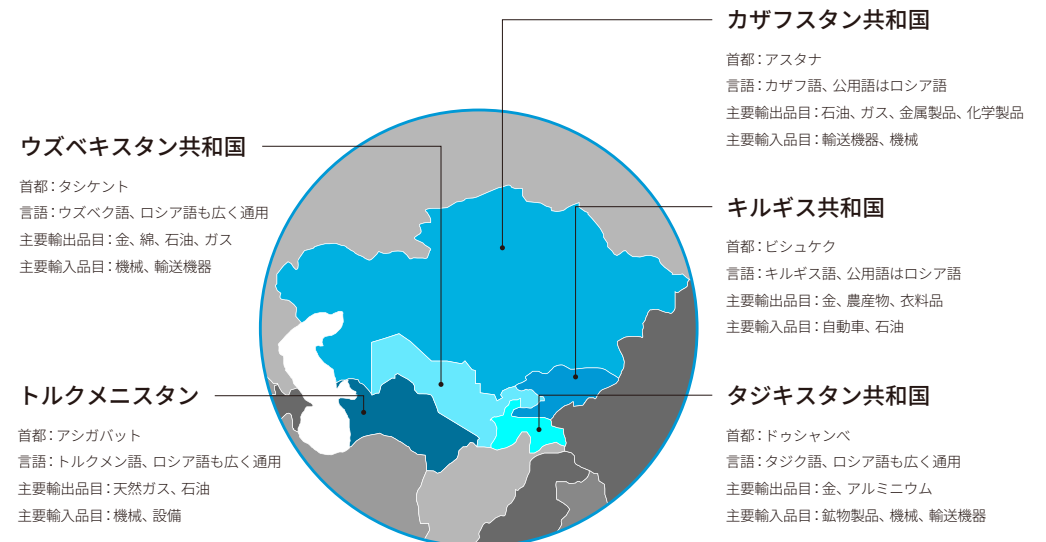 カザフスタン共和国
首都：アスタナ
言語：カザフ語、公用語はロシア語
主要輸出品目：石油、ガス、金属製品、化学製品
主要輸入品目：輸送機器、機械
ウズベキスタン共和国
首都：タシケント
言語：ウズベク語、ロシア語も広く通用
主要輸出品目：金、綿、石油、ガス
主要輸入品目：機械、輸送機器
キルギス共和国
首都：ビシュケク
言語：キルギス語、公用語はロシア語
主要輸出品目：金、農産物、衣料品
主要輸入品目：自動車、石油
トルクメニスタン
首都：アシガバット
言語：トルクメン語、ロシア語も広く通用
主要輸出品目：天然ガス、石油
主要輸入品目：機械、設備
タジキスタン共和国
首都：ドゥシャンベ
言語：タジク語、ロシア語も広く通用
主要輸出品目：金、アルミニウム
主要輸入品目：鉱物製品、機械、輸送機器